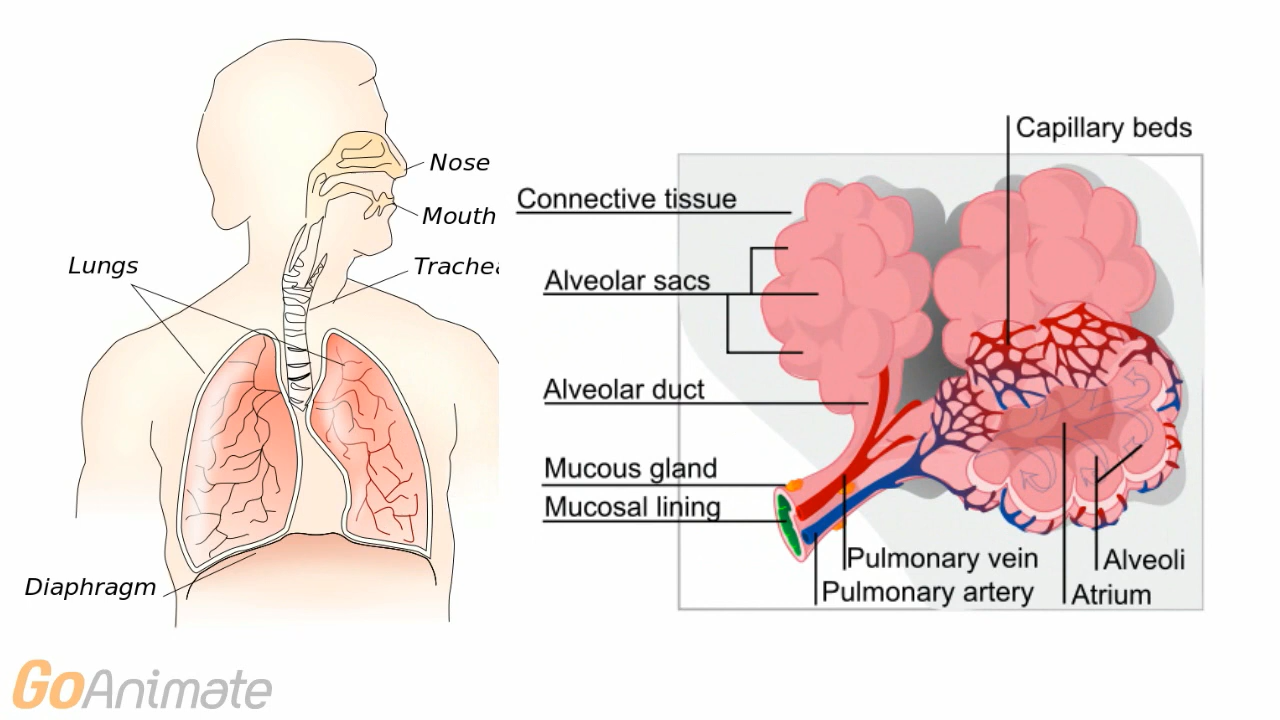 Nose
Mouth
Trachea
Lungs
Diaphragm
Capillary beds
Connective tissue
Alveolar sacs
Alveolar duct
Mucous gland
Mucosal lining
Pulmonary vein
Pulmonary artery
Alveoli
Atrium
GoAnimate